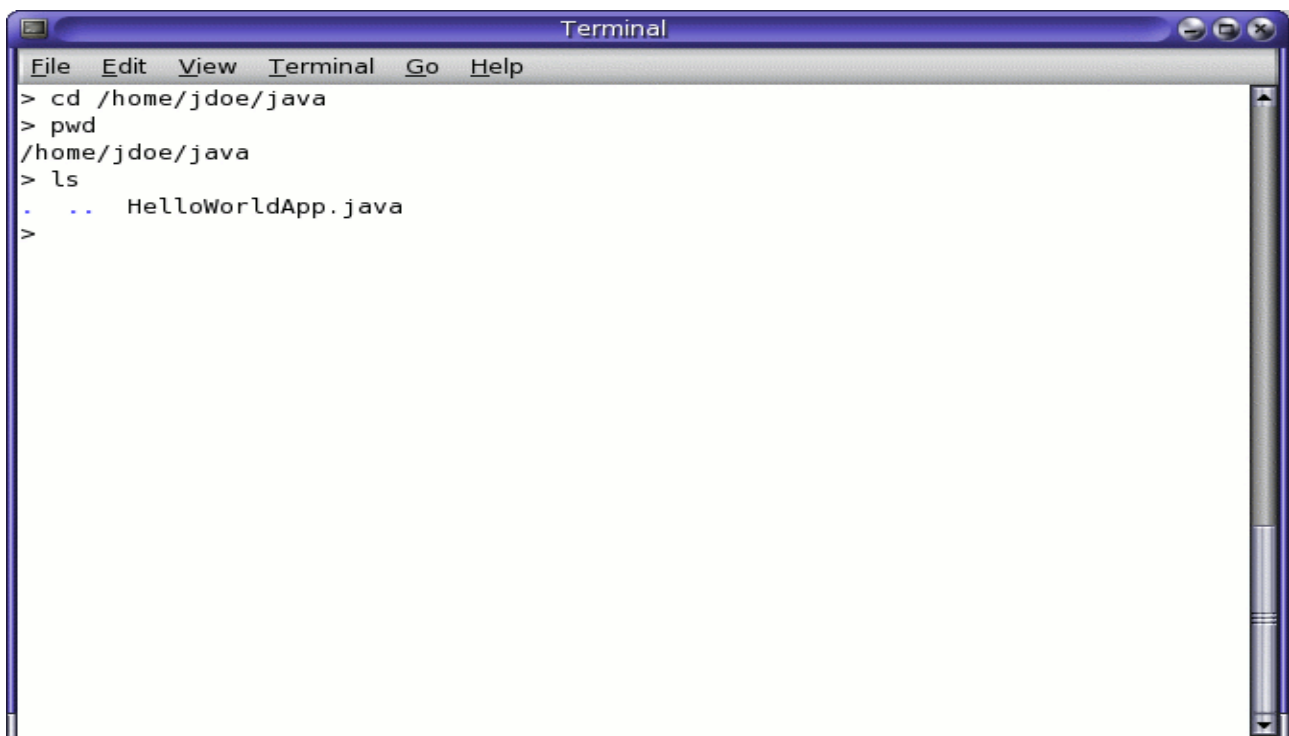 Terminal
File Edit View Terminal Go Help
> cd /home/jdoe/java
> pwd
/home/jdoe/java
> ls
. .. HelloWorldApp.java
>